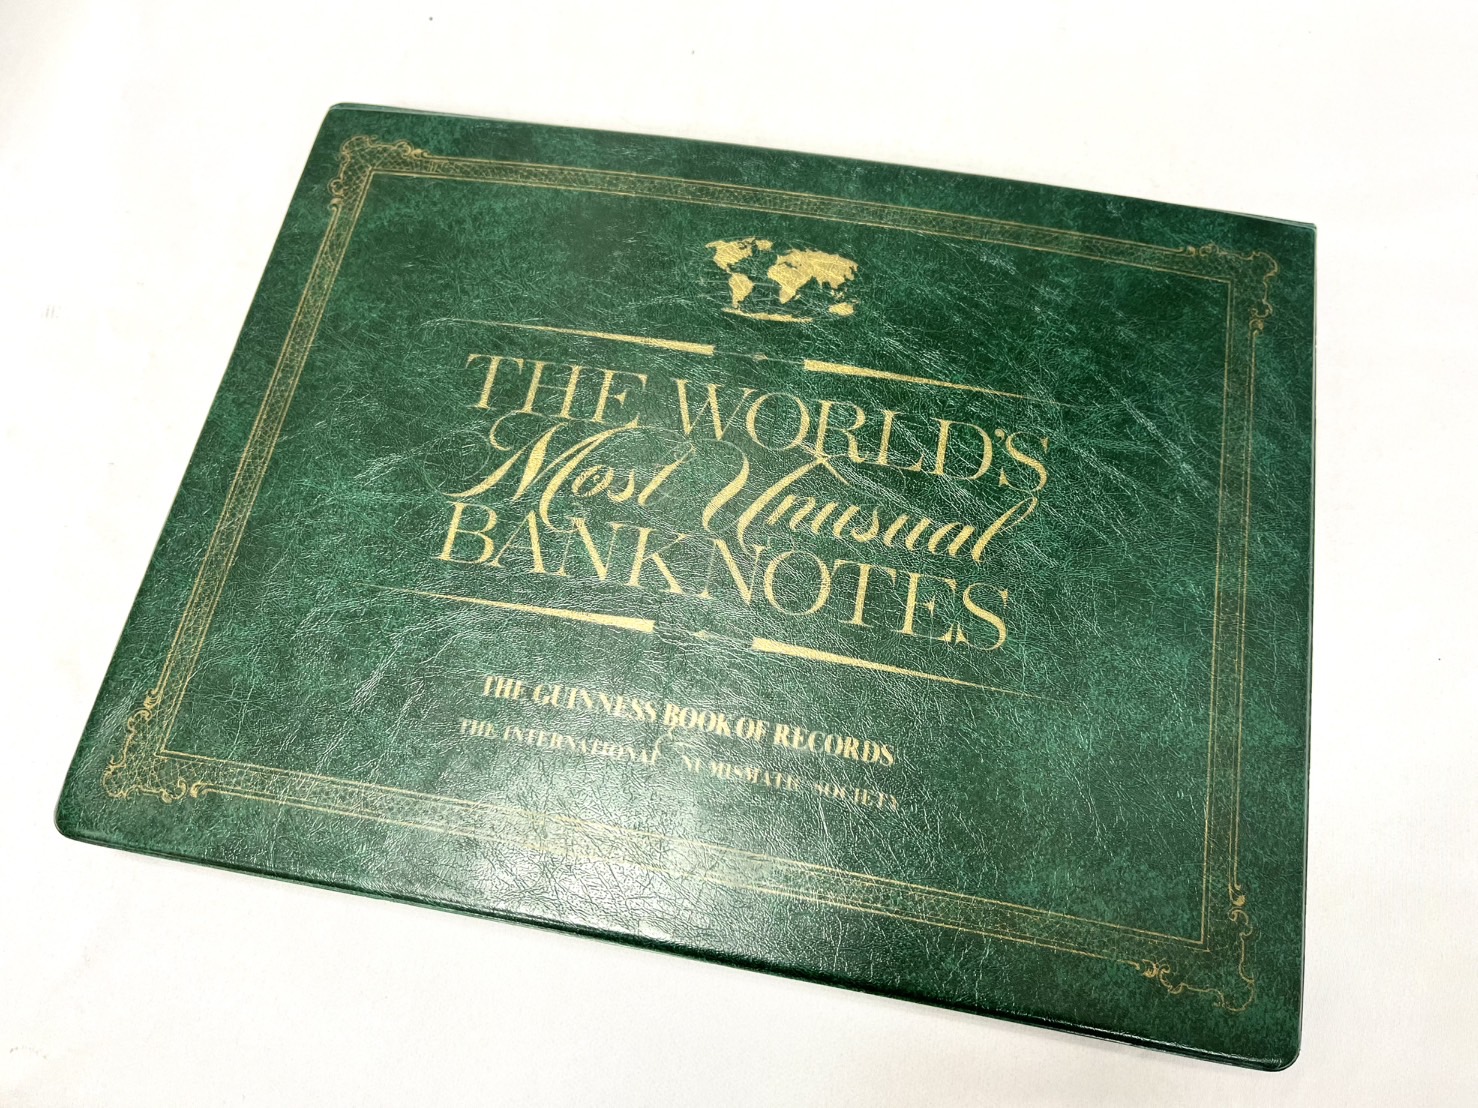 THE WORLD'S
Most Unusual
BANKNOTES
THE GUINNESS BOOK OF RECORDS
THE INTERNATIONAL NUMISMATIC SOCIETY